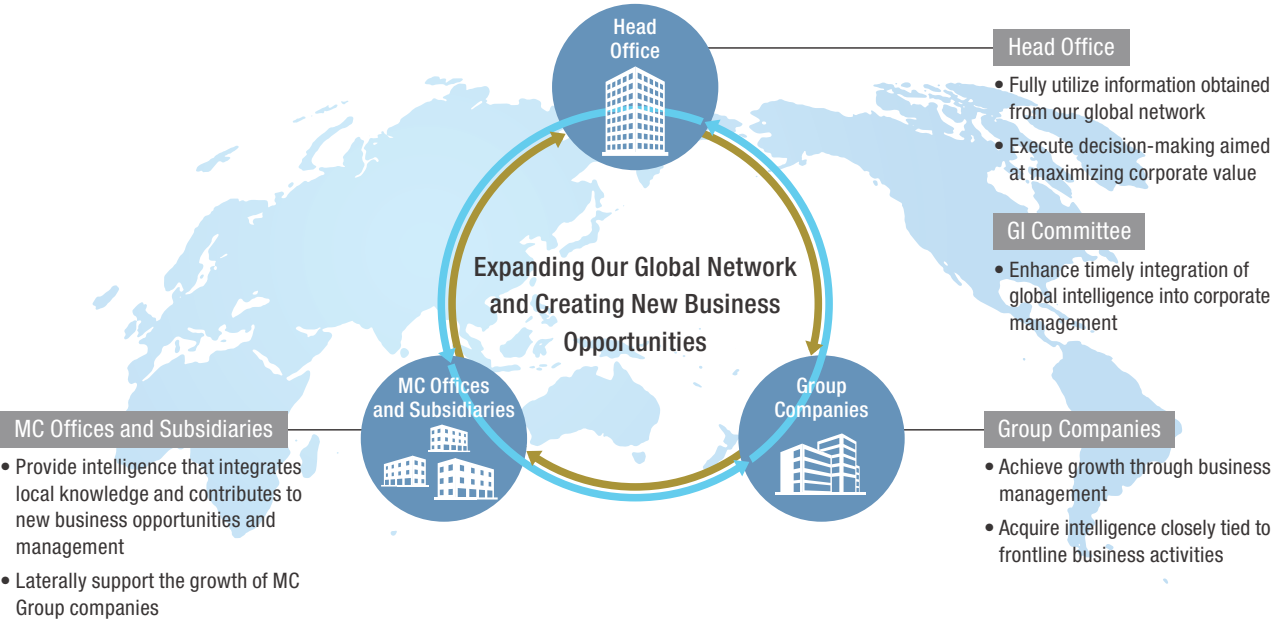 Head
Office
Head Office
• Fully utilize information obtained
from our global network
• Execute decision-making aimed
at maximizing corporate value
GI Committee
• Enhance timely integration of
global intelligence into corporate
management
Expanding Our Global Network
and Creating New Business
Opportunities
MC Offices
and Subsidiaries
Group
Companies
MC Offices and Subsidiaries
• Provide intelligence that integrates
local knowledge and contributes to
new business opportunities and
management
• Laterally support the growth of MC
Group companies
Group Companies
• Achieve growth through business
management
• Acquire intelligence closely tied to
frontline business activities